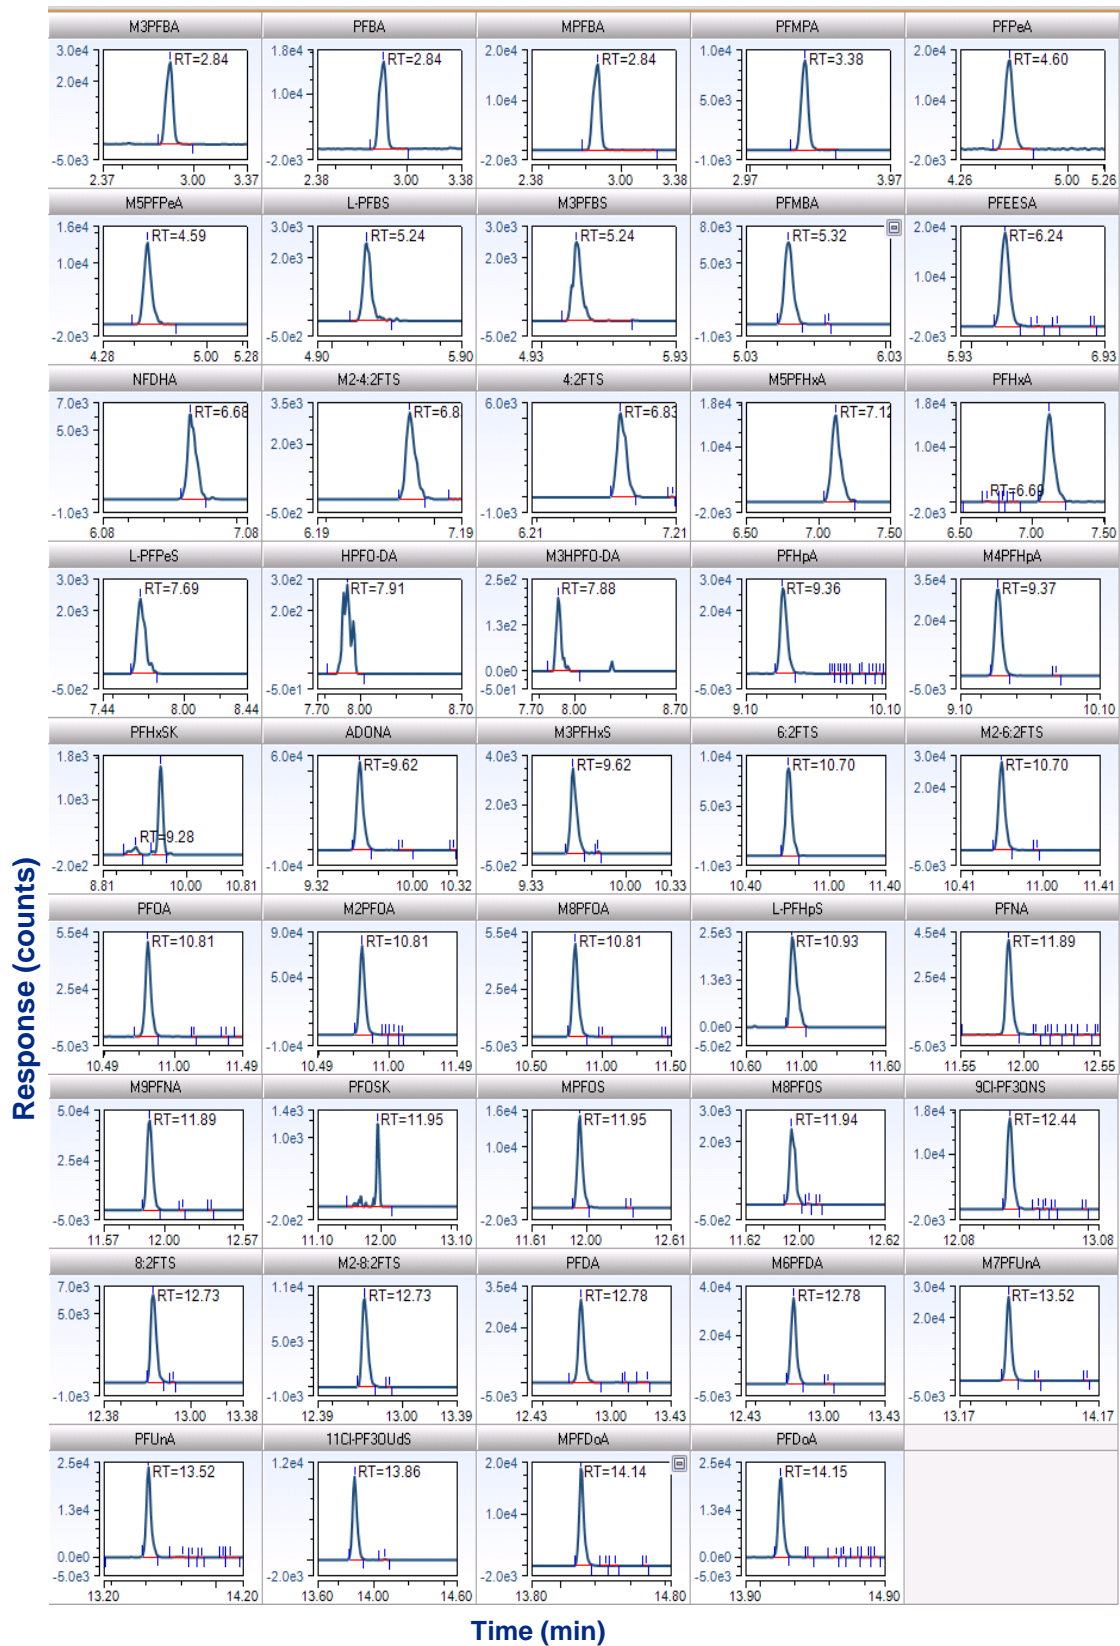 M3PFBA PFBA MPFBA PFMPA PFPeA
3.0e4 2.0e4 -5.0e3 RT=2.84 2.37 3.00 3.37
1.8e4 1.0e4 -2.0e3 RT=2.84 2.38 3.00 3.38
2.0e4 1.0e4 -2.0e3 RT=2.84 2.38 3.00 3.38
1.0e4 5.0e3 -1.0e3 RT=3.38 2.97 3.97
2.0e4 1.0e4 -2.0e3 RT=4.60 4.26 5.00 5.26
M5PFPeA L-PFBS M3PFBS PFMBA PFEESA
1.6e4 1.0e4 -2.0e3 RT=4.59 4.28 5.00 5.28
3.0e3 2.0e3 -5.0e2 RT=5.24 4.90 5.90
3.0e3 2.0e3 -5.0e2 RT=5.24 4.93 5.93
8.0e3 5.0e3 -1.0e3 RT=5.32 5.03 6.03
2.0e4 1.0e4 -2.0e3 RT=6.24 5.93 6.93
NFDHA M2-4:2FTS 4:2FTS M5PFHxA PFHxA
7.0e3 5.0e3 -1.0e3 RT=6.68 6.08 7.08
3.5e3 2.0e3 -5.0e2 RT=6.8 6.19 7.19
6.0e3 -1.0e3 RT=6.83 6.21 7.21
1.8e4 1.0e4 -2.0e3 RT=7.12 6.50 7.00 7.50
1.8e4 1.0e4 -2.0e3 RT=6.69 6.50 7.00 7.50
L-PFPeS HPFO-DA M3HPFO-DA PFHpA M4PFHpA
3.0e3 2.0e3 -5.0e2 RT=7.69 7.44 8.00 8.44
3.0e2 2.0e2 -5.0e1 RT=7.91 7.70 8.00 8.70
2.5e2 1.3e2 0.0e0 -5.0e1 RT=7.88 7.70 8.00 8.70
3.0e4 2.0e4 -5.0e3 RT=9.36 9.10 10.10
3.5e4 2.0e4 -5.0e3 RT=9.37 9.10 10.10
PFHxSK ADONA M3PFHxS 6:2FTS M2-6:2FTS
1.8e3 1.0e3 -2.0e2 RT=9.28 8.81 10.00 10.81
6.0e4 -1.0e4 RT=9.62 9.32 10.00 10.32
4.0e3 2.0e3 -5.0e2 RT=9.62 9.33 10.00 10.33
1.0e4 5.0e3 -1.0e3 RT=10.70 10.40 11.00 11.40
3.0e4 2.0e4 -5.0e3 RT=10.70 10.41 11.00 11.41
PFOA M2PFOA M8PFOA L-PFHpS PFNA
5.5e4 2.5e4 -5.0e3 RT=10.81 10.49 11.00 11.49
9.0e4 5.0e4 -1.0e4 RT=10.81 10.49 11.00 11.49
5.5e4 2.5e4 -5.0e3 RT=10.81 10.50 11.00 11.50
2.5e3 1.3e3 0.0e0 -5.0e2 RT=10.93 10.60 11.00 11.60
4.5e4 2.5e4 -5.0e3 RT=11.89 11.55 12.00 12.55
M9PFNA PFOSK MPFOS M8PFOS 9Cl-PF3ONS
5.0e4 2.5e4 -5.0e3 RT=11.89 11.57 12.00 12.57
1.4e3 1.0e3 -2.0e2 RT=11.95 11.10 12.00 13.10
1.6e4 1.0e4 -2.0e3 RT=11.95 11.61 12.00 12.61
3.0e3 2.0e3 -5.0e2 RT=11.94 11.62 12.00 12.62
1.8e4 1.0e4 -2.0e3 RT=12.44 12.08 13.00 13.08
8:2FTS M2-8:2FTS PFDA M6PFDA M7PFUnA
7.0e3 5.0e3 -1.0e3 RT=12.73 12.38 13.00 13.38
1.1e4 5.0e3 -1.0e3 RT=12.73 12.39 13.00 13.39
3.5e4 2.0e4 -5.0e3 RT=12.78 12.43 13.00 13.43
4.0e4 2.0e4 -5.0e3 RT=12.78 12.43 13.00 13.43
3.0e4 2.0e4 -5.0e3 RT=13.52 13.17 14.17
PFUnA 11Cl-PF3OUdS MPFDoA PFDoA
2.5e4 1.3e4 0.0e0 -5.0e3 RT=13.52 13.20 14.20
1.2e4 -2.0e3 RT=13.86 13.60 14.00 14.60
2.0e4 1.0e4 -2.0e3 RT=14.14 13.80 14.80
2.5e4 1.3e4 0.0e0 -5.0e3 RT=14.15 13.90 14.90
Response (counts)
Time (min)